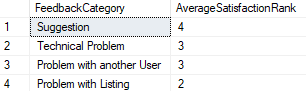 FeedbackCategory AverageSatisfactionRank
1 Suggestion 4
2 Technical Problem 3
3 Problem with another User 3
4 Problem with Listing 2